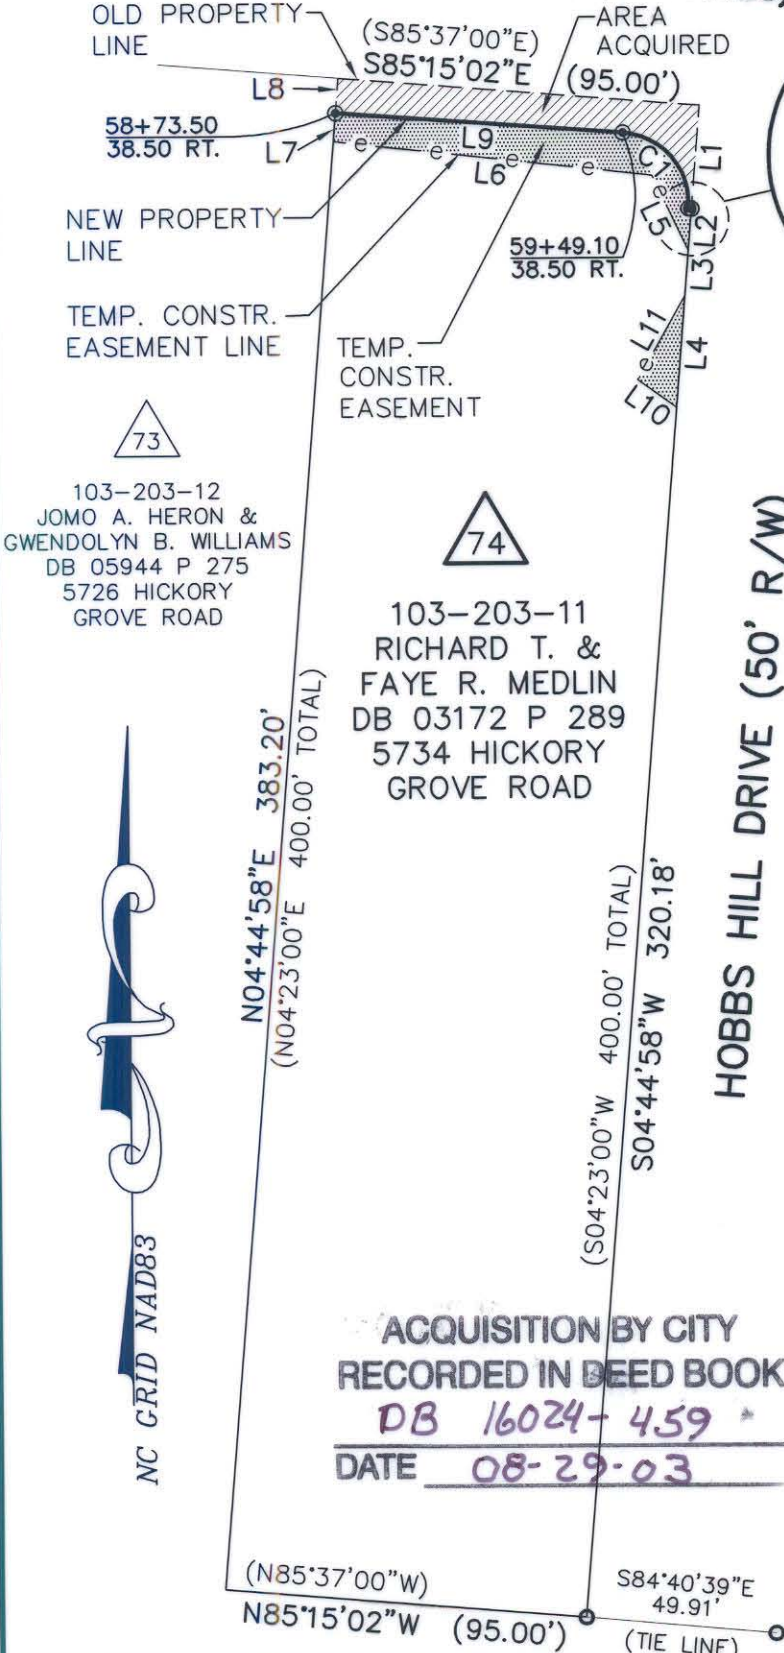 OLD PROPERTY
LINE
(S85°37'00"E)
S85°15'02"E (95.00')
AREA
ACQUIRED
L8
58+73.50
38.50 RT.
L7
L9
L6
e
e
e
e
C1
e
L5
L1
L2
L3
59+49.10
38.50 RT.
NEW PROPERTY
LINE
TEMP. CONSTR.
EASEMENT LINE
TEMP.
CONSTR.
EASEMENT
L11
e
L4
L10
73
103-203-12
JOMO A. HERON &
GWENDOLYN B. WILLIAMS
DB 05944 P 275
5726 HICKORY
GROVE ROAD
74
103-203-11
RICHARD T. &
FAYE R. MEDLIN
DB 03172 P 289
5734 HICKORY
GROVE ROAD
HOBBS HILL DRIVE (50' R/W)
N04°44'58"E 383.20'
(N04°23'00"E 400.00' TOTAL)
(S04°23'00"W 400.00' TOTAL)
S04°44'58"W 320.18'
NC GRID NAD83
ACQUISITION BY CITY
RECORDED IN DEED BOOK
DB 16024-459
DATE 08-29-03
(N85°37'00"W)
N85°15'02"W (95.00')
S84°40'39"E
49.91'
(TIE LINE)